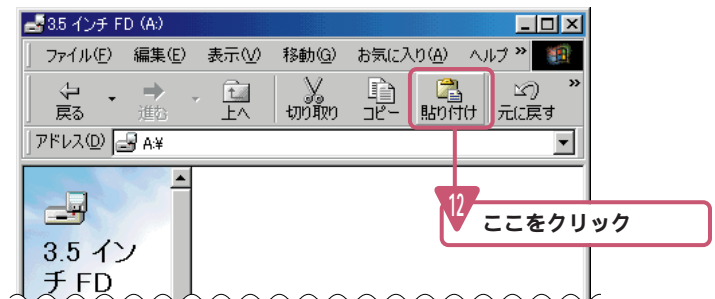 3.5 インチ FD (A:)
ファイル(F) 編集(E) 表示(V) 移動(G) お気に入り(A) ヘルプ »
戻る 進む 上へ 切り取り コピー 貼り付け 元に戻す »
アドレス(D) A:¥
12
ここをクリック
3.5 イン
チ FD